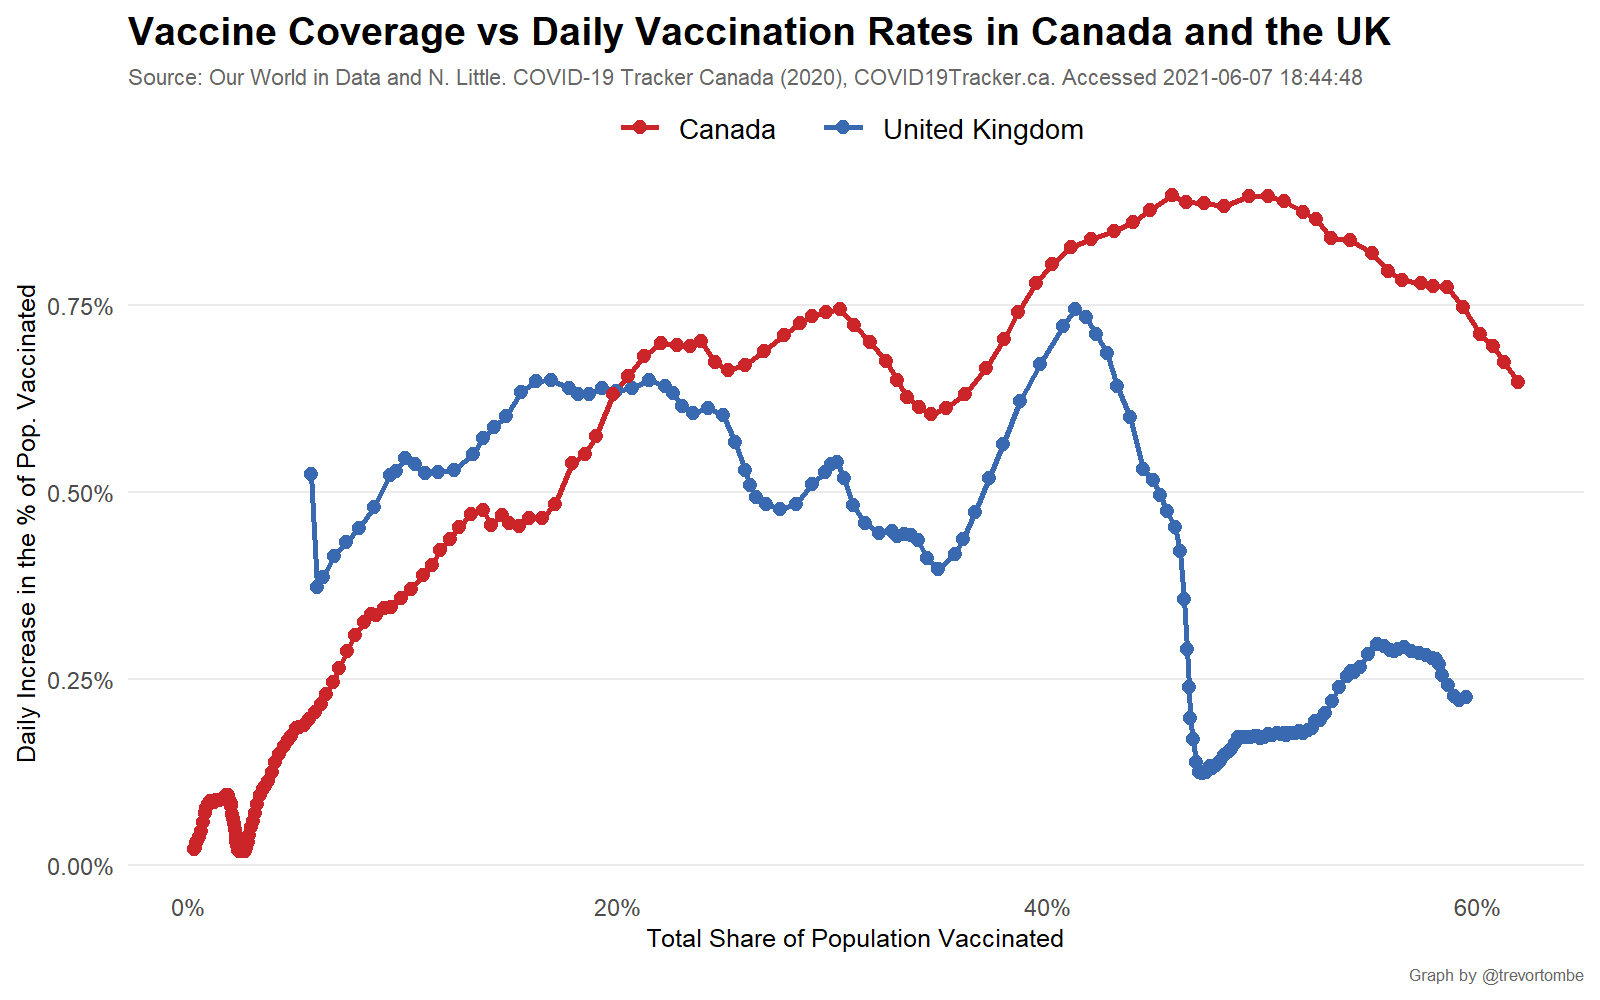 Vaccine Coverage vs Daily Vaccination Rates in Canada and the UK
Source: Our World in Data and N. Little. COVID-19 Tracker Canada (2020), COVID19Tracker.ca. Accessed 2021-06-07 18:44:48
Canada
United Kingdom
Daily Increase in the % of Pop. Vaccinated
0.75%
0.50%
0.25%
0.00%
0%
20%
40%
60%
Total Share of Population Vaccinated
Graph by @trevortombe